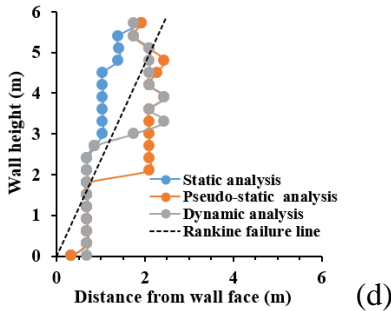 6
5
4
3
2
1
0
Wall height (m)
Static analysis
Pseudo-static analysis
Dynamic analysis
Rankine failure line
0 2 4 6
Distance from wall face (m)
(d)